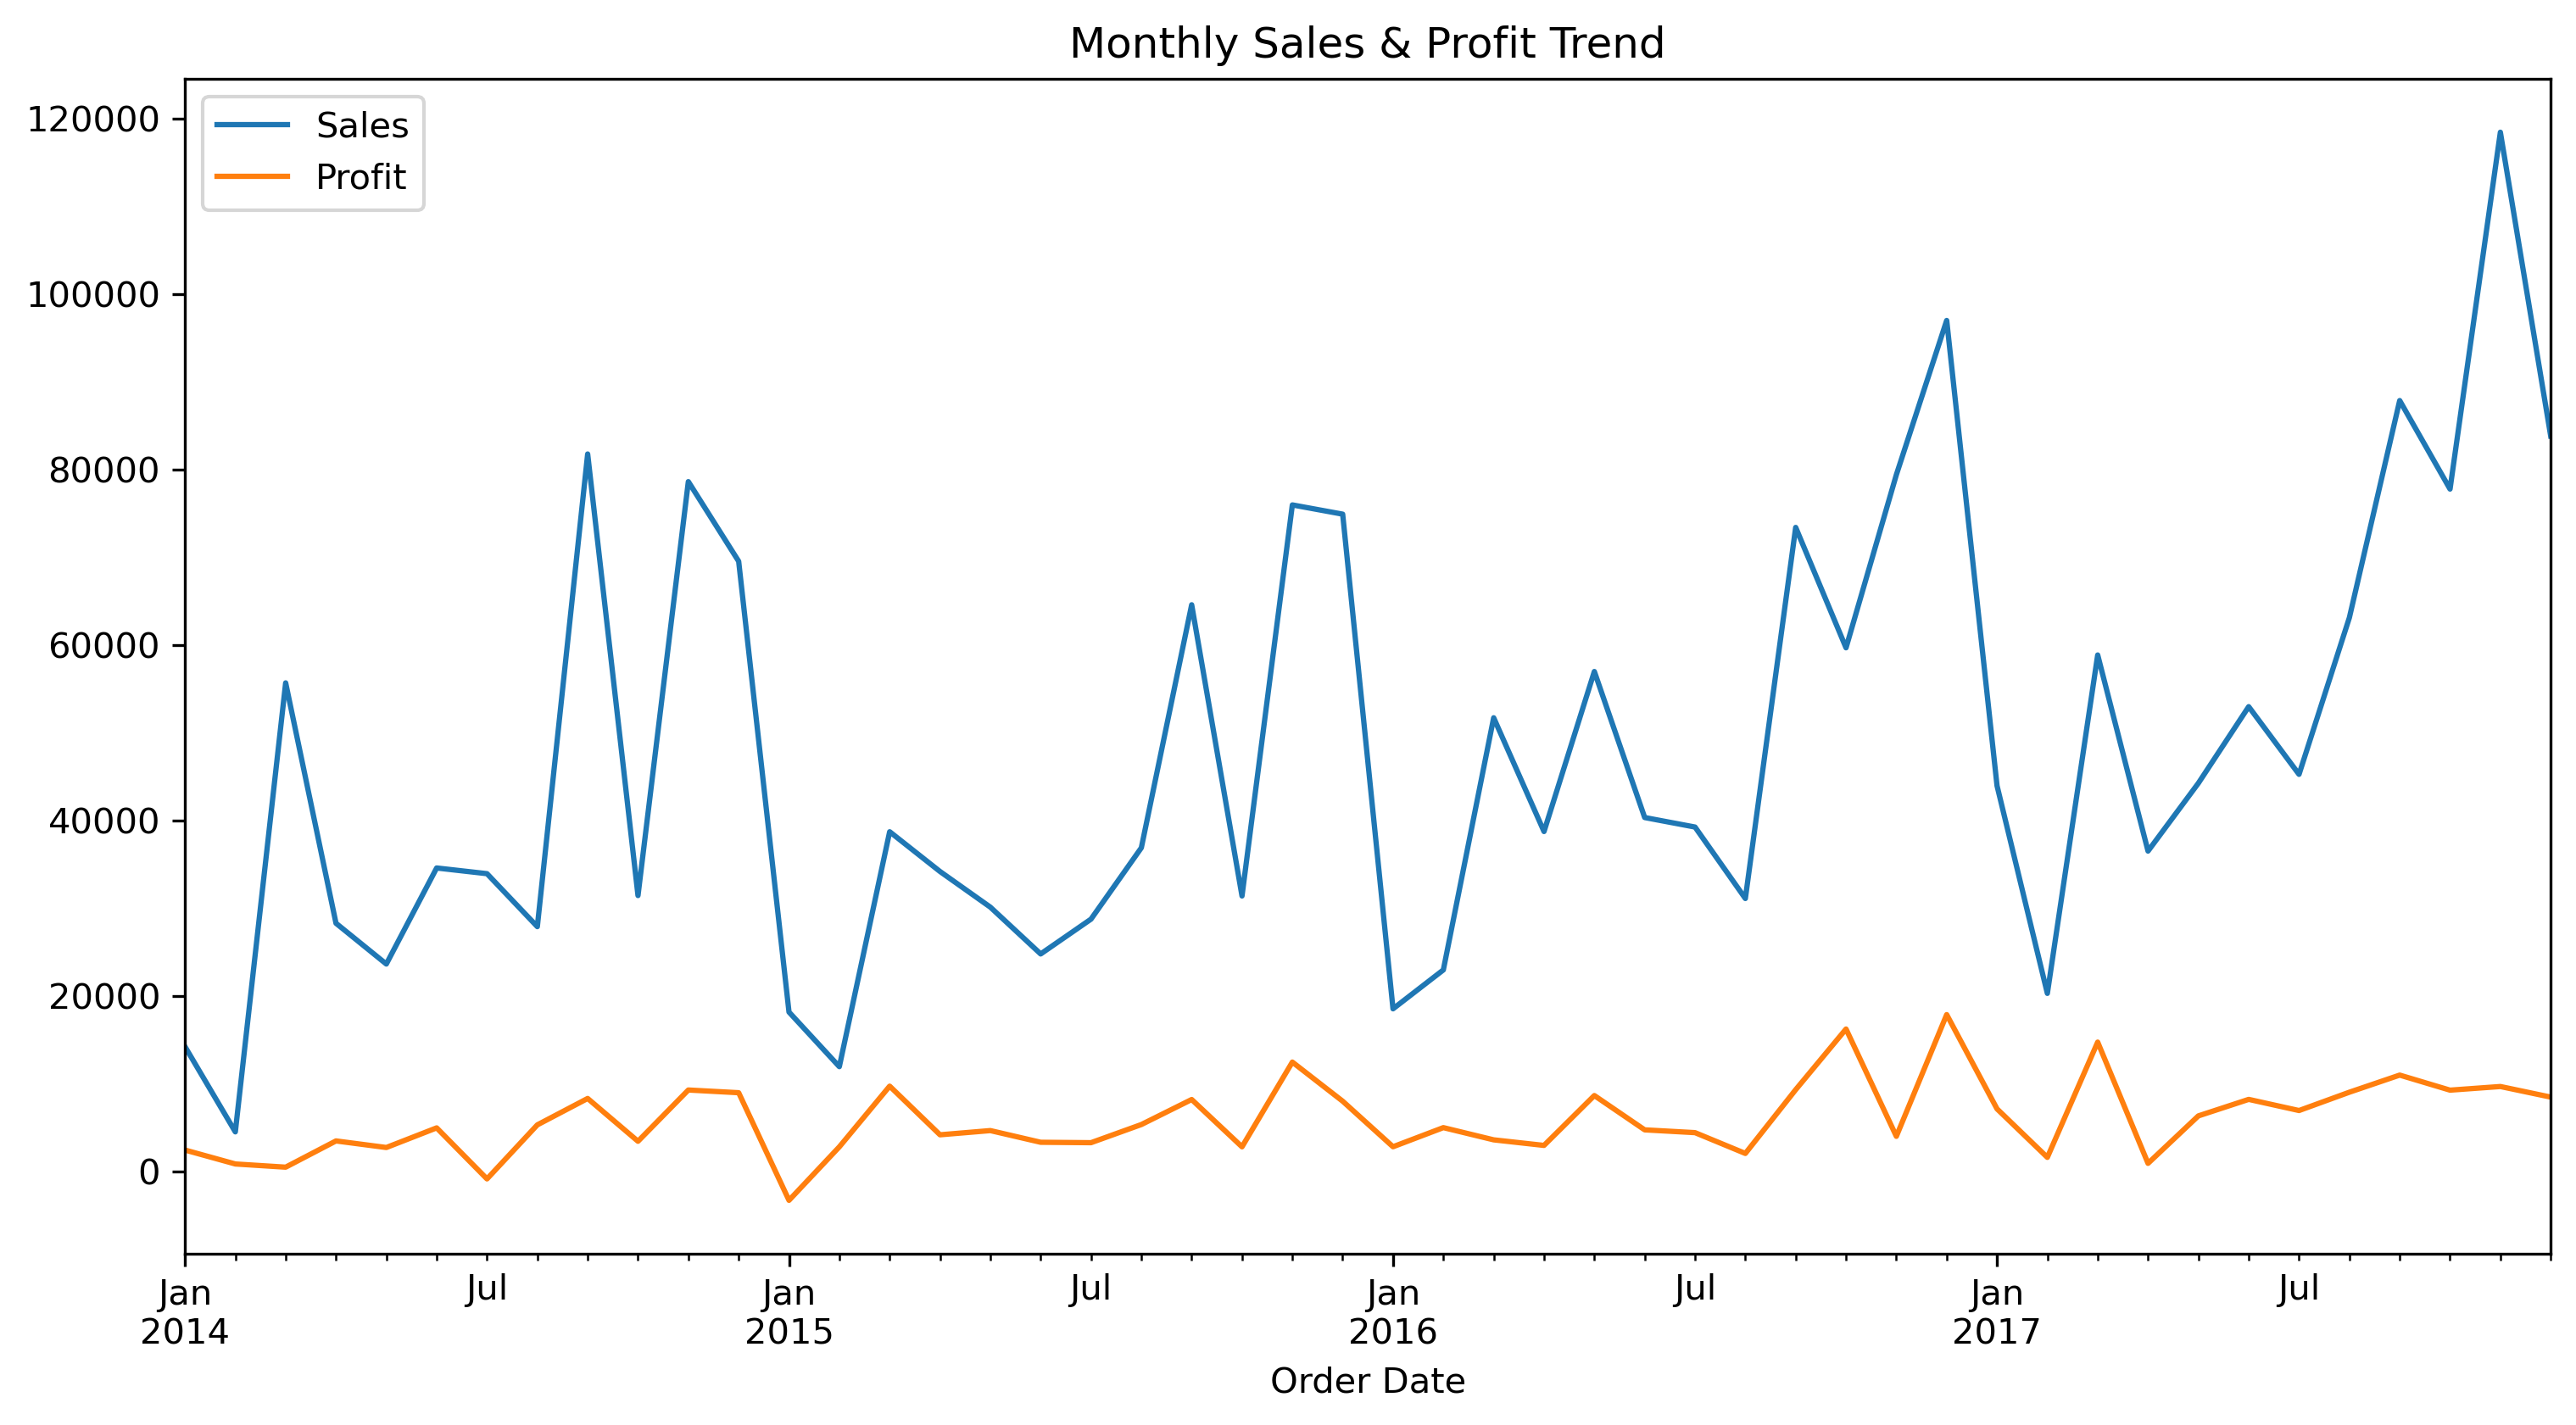 Monthly Sales & Profit Trend
Sales
Profit
120000
100000
80000
60000
40000
20000
0
Jan Jul Jan Jul Jan Jul Jan Jul
2014 2015 2016 2017
Order Date